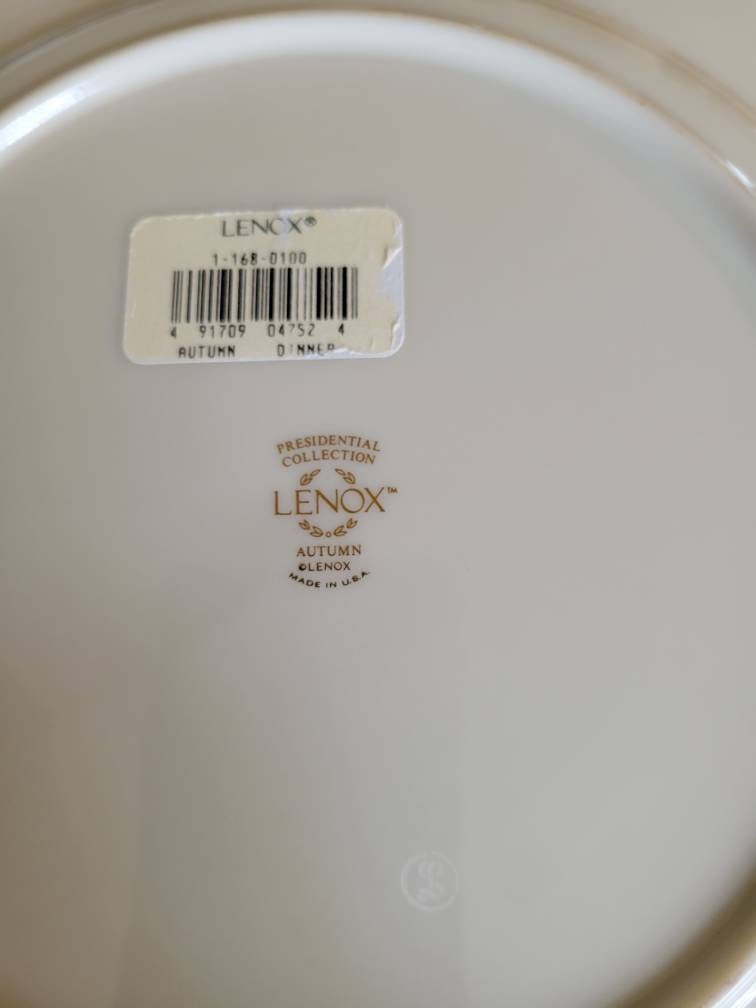 LENOX®
1-168-0100
4 91709 04752 4
AUTUMN DINNER
PRESIDENTIAL
COLLECTION
LENOX™
AUTUMN
©LENOX
MADE IN U.S.A.
L